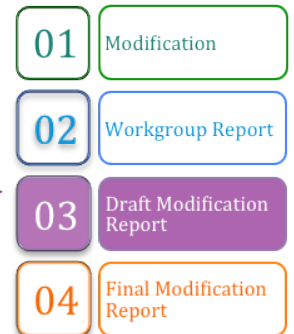 01 Modification
02 Workgroup Report
03 Draft Modification
Report
04 Final Modification
Report